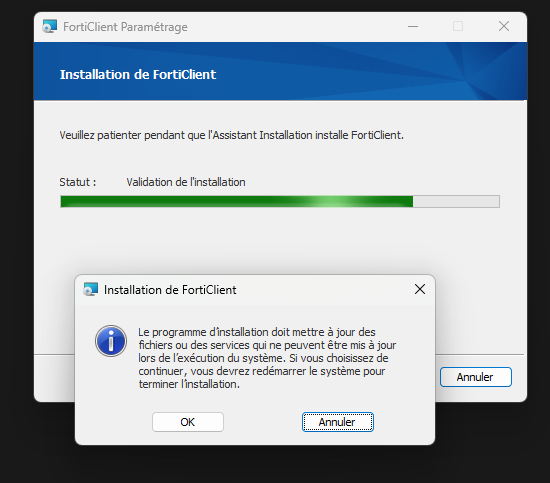 FortiClient Paramétrage
Installation de FortiClient
Veuillez patienter pendant que l'Assistant Installation installe FortiClient.
Statut : Validation de l'installation
Installation de FortiClient
Le programme d’installation doit mettre à jour des
fichiers ou des services qui ne peuvent être mis à jour
lors de l’exécution du système. Si vous choisissez de
continuer, vous devrez redémarrer le système pour
terminer l’installation.
Annuler
OK
Annuler